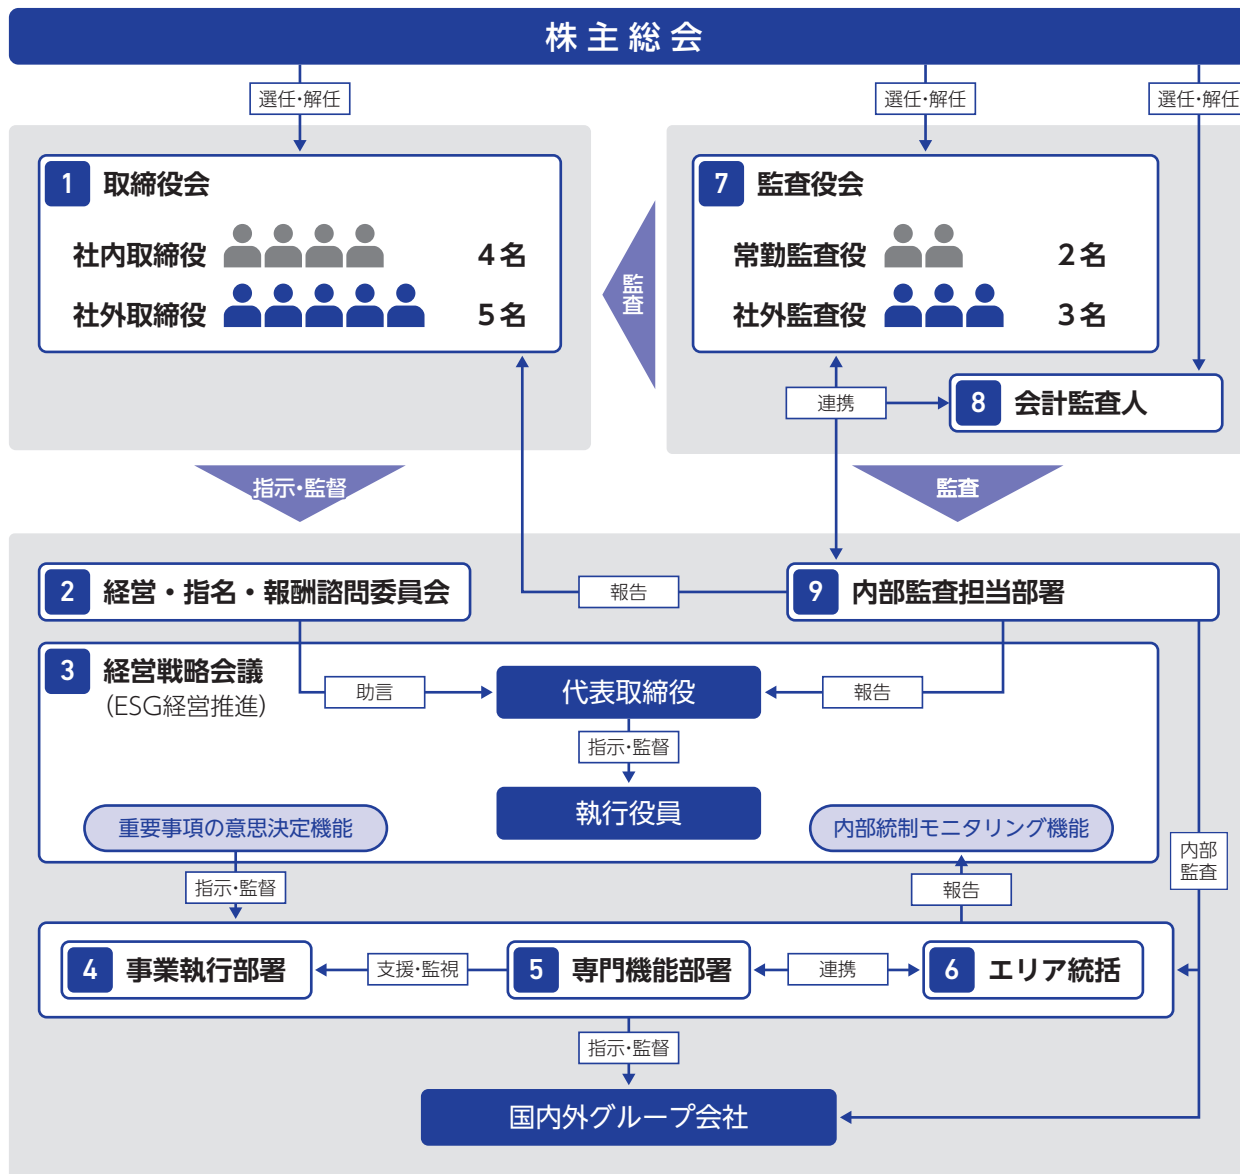 株主総会
選任・解任
選任・解任
選任・解任
1 取締役会
社内取締役 4名
社外取締役 5名
監査
7 監査役会
常勤監査役 2名
社外監査役 3名
連携
8 会計監査人
指示・監督
監査
2 経営・指名・報酬諮問委員会
報告
9 内部監査担当部署
3 経営戦略会議
(ESG経営推進)
助言
代表取締役
報告
指示・監督
執行役員
重要事項の意思決定機能
内部統制モニタリング機能
内部
監査
指示・監督
報告
4 事業執行部署
支援・監視
5 専門機能部署
連携
6 エリア統括
指示・監督
国内外グループ会社